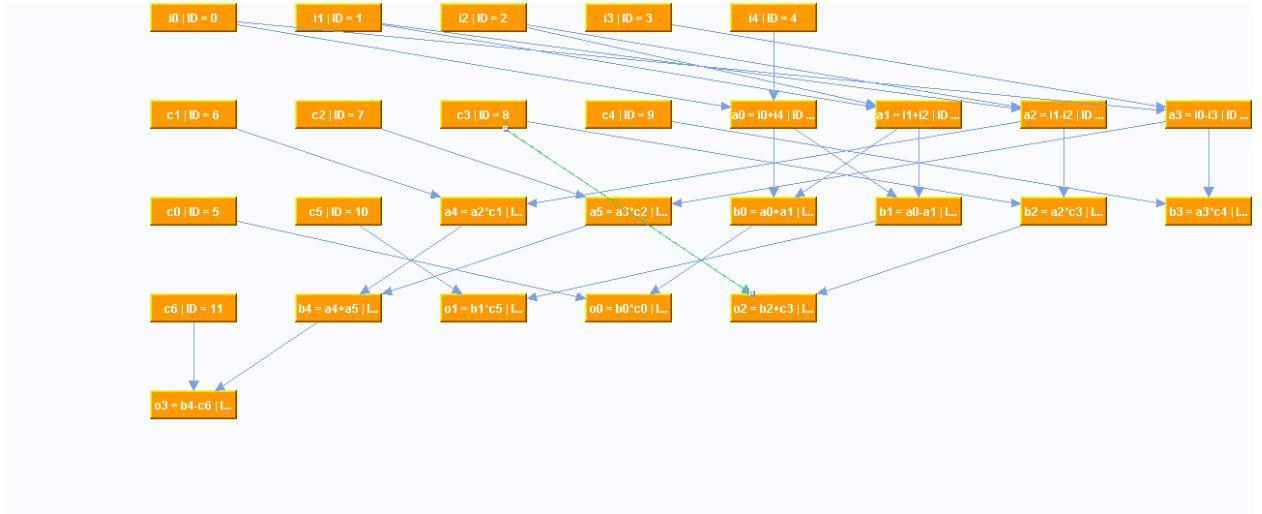 i0 | ID = 0
i1 | ID = 1
i2 | ID = 2
i3 | ID = 3
i4 | ID = 4
c1 | ID = 6
c2 | ID = 7
c3 | ID = 8
c4 | ID = 9
a0 = i0+i4 | ID ...
a1 = i1+i2 | ID ...
a2 = i1-i2 | ID ...
a3 = i0-i3 | ID ...
c0 | ID = 5
c5 | ID = 10
a4 = a2*c1 | I...
a5 = a3*c2 | I...
b0 = a0+a1 | I...
b1 = a0-a1 | I...
b2 = a2*c3 | I...
b3 = a3*c4 | I...
c6 | ID = 11
b4 = a4+a5 | I...
o1 = b1*c5 | I...
o0 = b0*c0 | I...
o2 = b2+c3 | I...
o3 = b4-c6 | I...